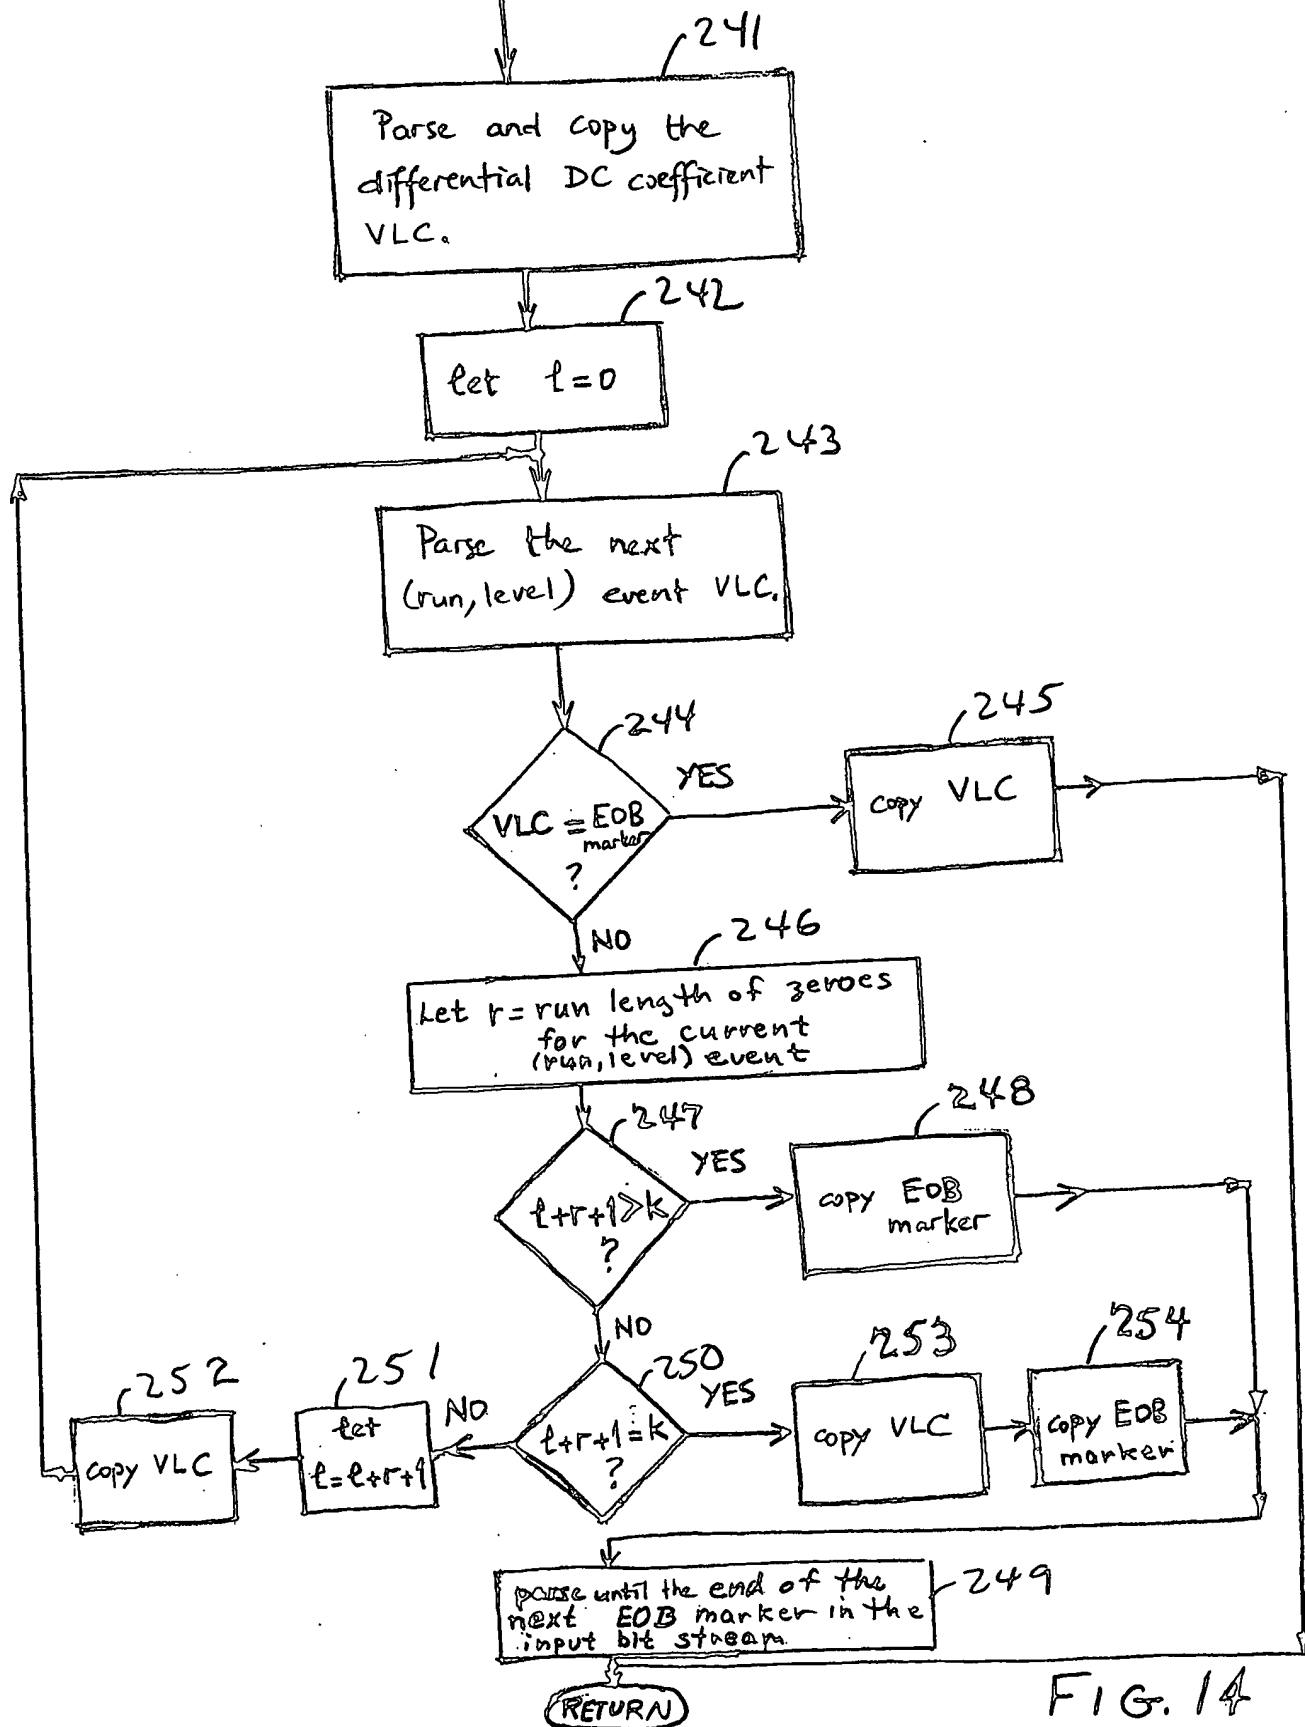 241
Parse and copy the
differential DC coefficient
VLC.
242
let l=0
243
Parse the next
(run, level) event VLC.
244
VLC = EOB
marker
?
YES
245
copy VLC
NO
246
Let r = run length of zeroes
for the current
(run, level) event
247
l+r+1>k
?
YES
248
copy EOB
marker
NO
250
l+r+1=k
?
YES
253
copy VLC
254
copy EOB
marker
NO
251
let
l=l+r+1
252
copy VLC
249
parse until the end of the
next EOB marker in the
input bit stream
RETURN
FIG. 14